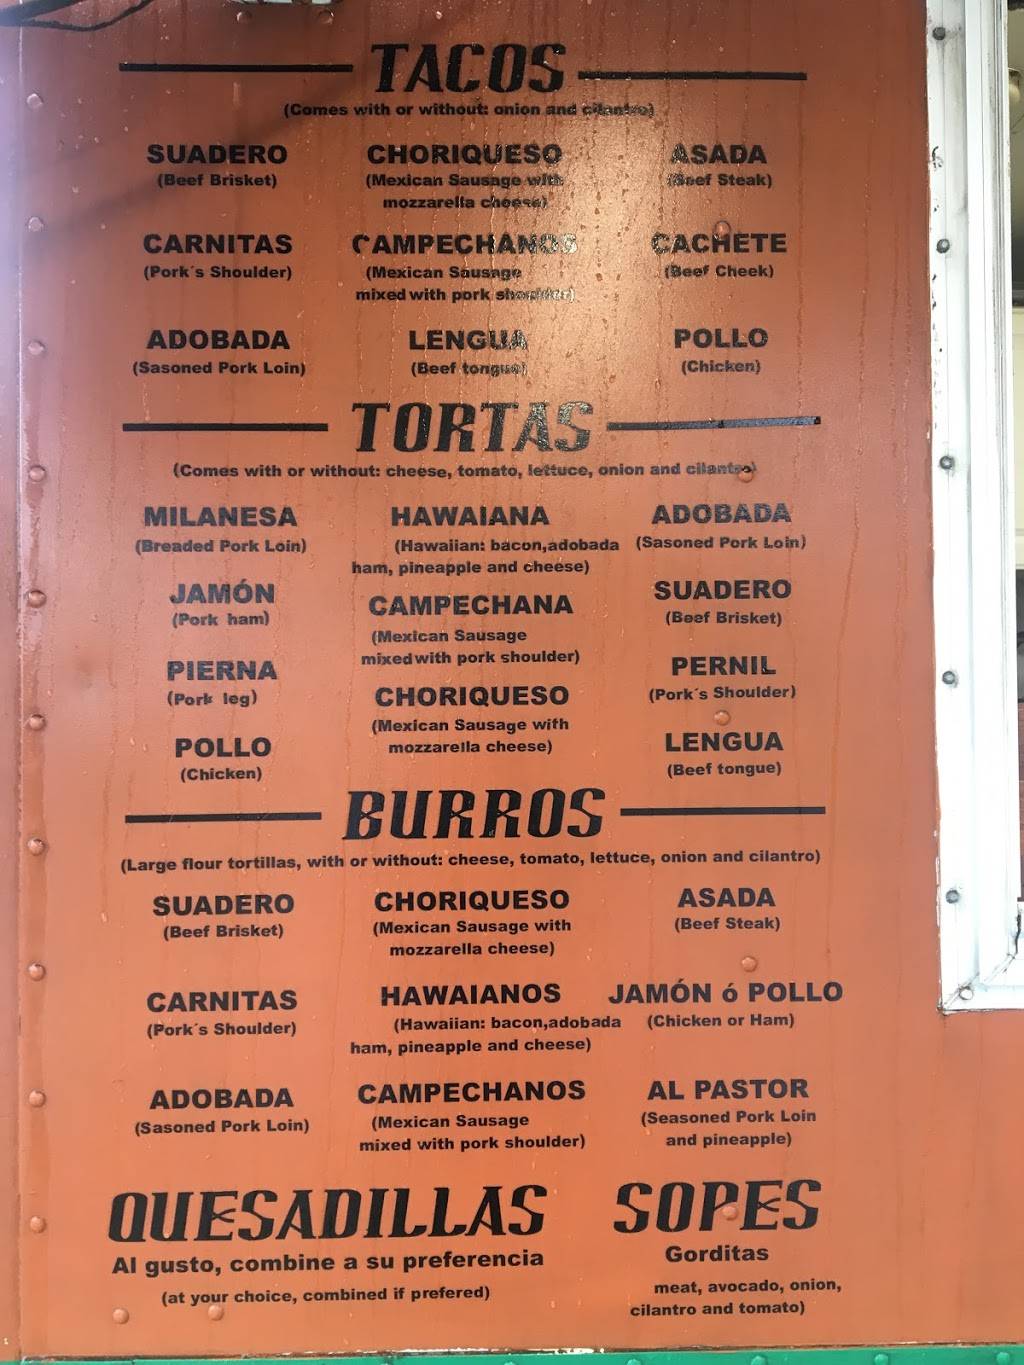 TACOS
(Comes with or without: onion and cilantro)
SUADERO
(Beef Brisket)
CHORIQUESO
(Mexican Sausage with
mozzarella cheese)
ASADA
(Beef Steak)
CARNITAS
(Pork´s Shoulder)
CAMPECHANOS
(Mexican Sausage
mixed with pork shoulder)
CACHETE
(Beef Cheek)
ADOBADA
(Sasoned Pork Loin)
LENGUA
(Beef tongue)
POLLO
(Chicken)
TORTAS
(Comes with or without: cheese, tomato, lettuce, onion and cilantro)
MILANESA
(Breaded Pork Loin)
HAWAIANA
(Hawaiian: bacon,adobada
ham, pineapple and cheese)
ADOBADA
(Sasoned Pork Loin)
JAMÓN
(Pork ham)
CAMPECHANA
(Mexican Sausage
mixed with pork shoulder)
SUADERO
(Beef Brisket)
PIERNA
(Pork leg)
CHORIQUESO
(Mexican Sausage with
mozzarella cheese)
PERNIL
(Pork´s Shoulder)
POLLO
(Chicken)
LENGUA
(Beef tongue)
BURROS
(Large flour tortillas, with or without: cheese, tomato, lettuce, onion and cilantro)
SUADERO
(Beef Brisket)
CHORIQUESO
(Mexican Sausage with
mozzarella cheese)
ASADA
(Beef Steak)
CARNITAS
(Pork´s Shoulder)
HAWAIANOS
(Hawaiian: bacon,adobada
ham, pineapple and cheese)
JAMÓN ó POLLO
(Chicken or Ham)
ADOBADA
(Sasoned Pork Loin)
CAMPECHANOS
(Mexican Sausage
mixed with pork shoulder)
AL PASTOR
(Seasoned Pork Loin
and pineapple)
QUESADILLAS
Al gusto, combine a su preferencia
(at your choice, combined if prefered)
SOPES
Gorditas
meat, avocado, onion,
cilantro and tomato)